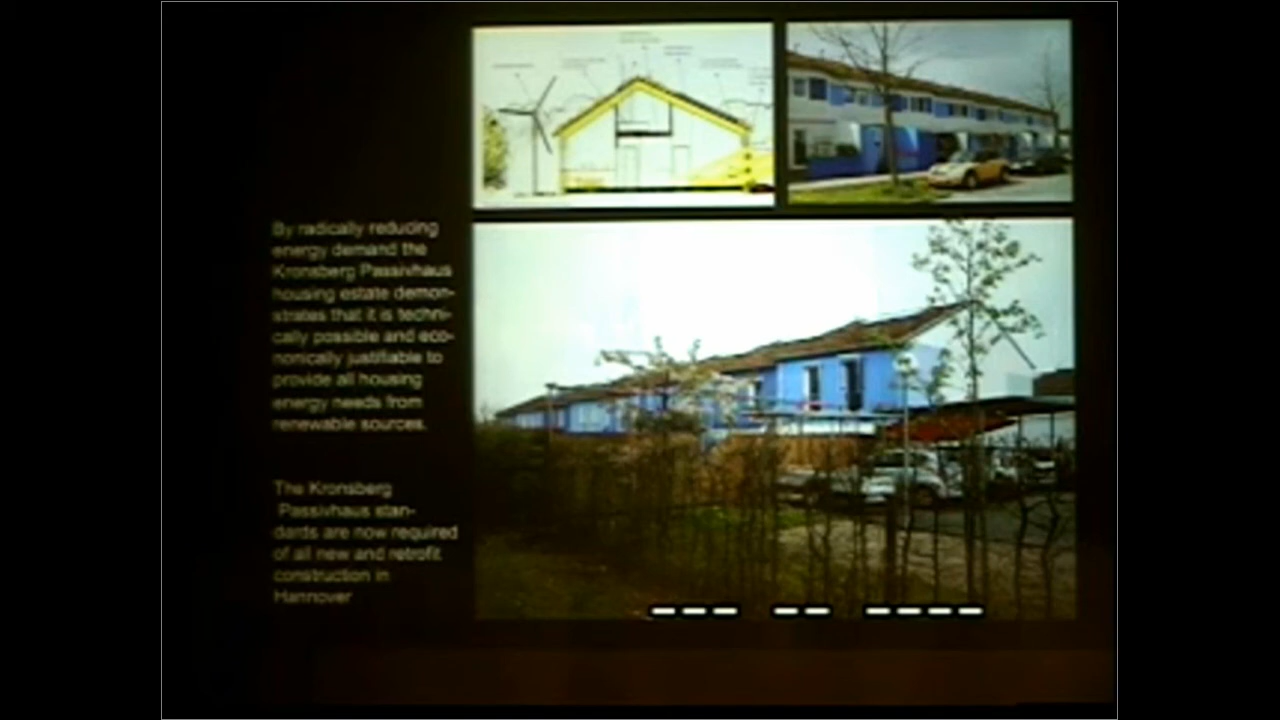 By radically reducing
energy demand the
Kronsberg Passivhaus
housing estate demon-
strates that it is techni-
cally possible and eco-
nomically justifiable to
provide all housing
energy needs from
renewable sources.
The Kronsberg
Passivhaus stan-
dards are now required
of all new and retrofit
construction in
Hannover